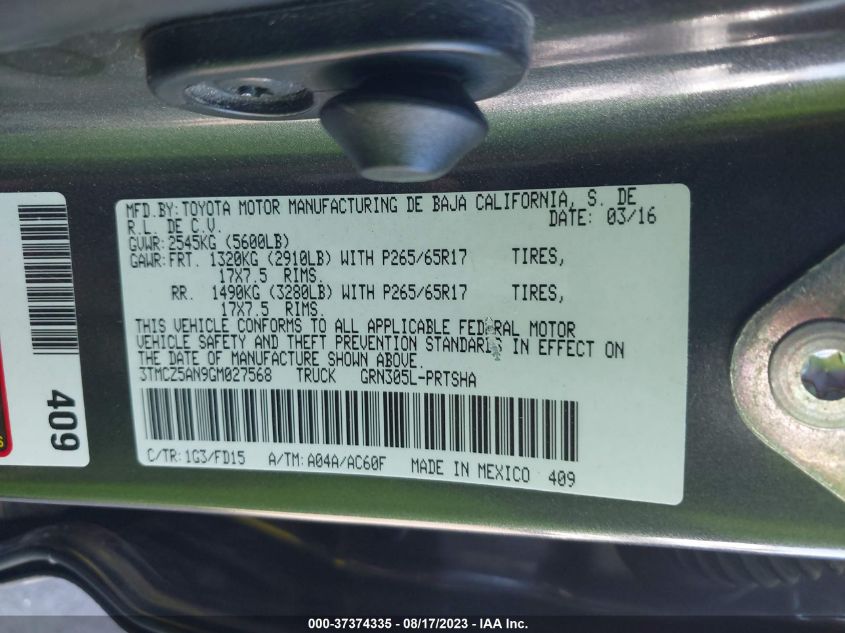 MFD.BY:TOYOTA MOTOR MANUFACTURING DE BAJA CALIFORNIA, S. DE
R.L. DE C.V. DATE: 03/16
GVWR:2545KG (5600LB)
GAWR:FRT. 1320KG (2910LB) WITH P265/65R17 TIRES,
17X7.5 RIMS.
RR. 1490KG (3280LB) WITH P265/65R17 TIRES,
17X7.5 RIMS.
THIS VEHICLE CONFORMS TO ALL APPLICABLE FEDERAL MOTOR
VEHICLE SAFETY AND THEFT PREVENTION STANDARDS IN EFFECT ON
THE DATE OF MANUFACTURE SHOWN ABOVE.
3TMCZ5AN9GM027568 TRUCK GRN305L-PRTSHA
C/TR:1G3/FD15 A/TM:A04A/AC60F MADE IN MEXICO 409
409
000-37374335 - 08/17/2023 - IAA Inc.